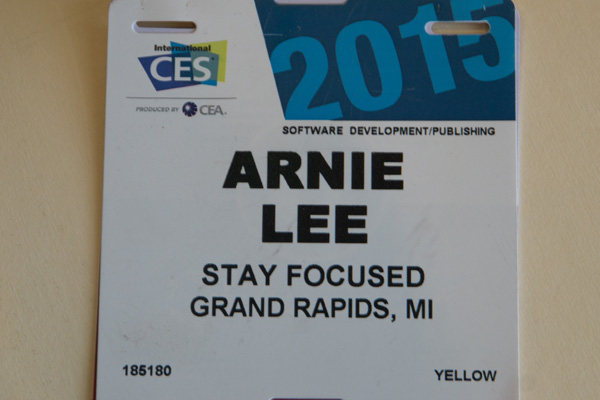 International
CES
PRODUCED BY CEA
2015
SOFTWARE DEVELOPMENT/PUBLISHING
ARNIE
LEE
STAY FOCUSED
GRAND RAPIDS, MI
185180
YELLOW